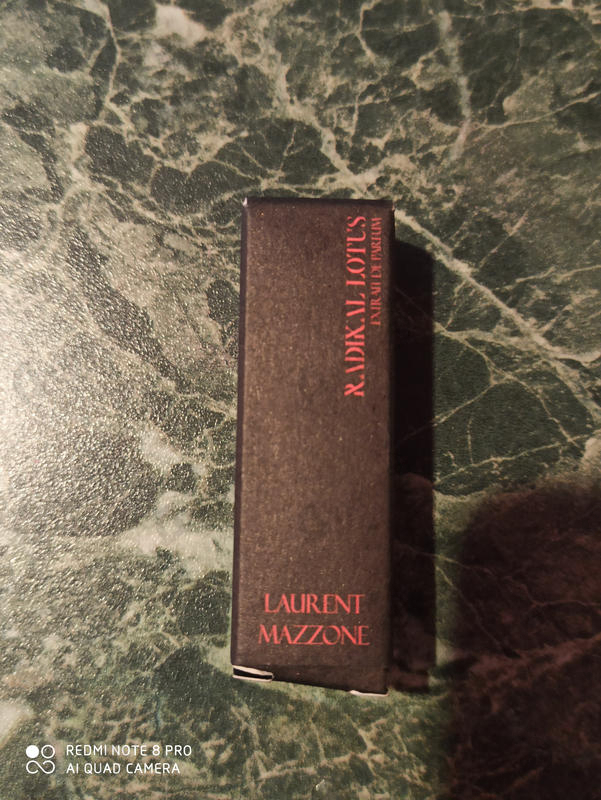 RADIKAL LOTUS
EXTRAIT DE PARFUM
LAURENT
MAZZONE
REDMI NOTE 8 PRO
AI QUAD CAMERA